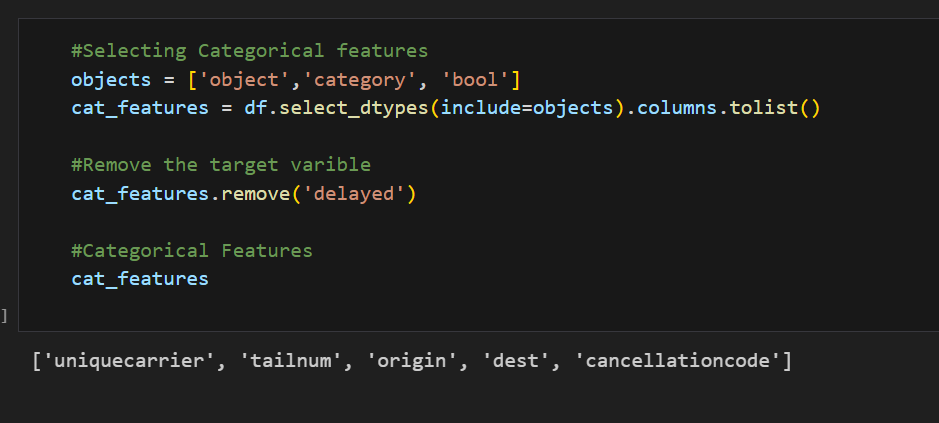 #Selecting Categorical features
objects = ['object','category', 'bool']
cat_features = df.select_dtypes(include=objects).columns.tolist()
#Remove the target varible
cat_features.remove('delayed')
#Categorical Features
cat_features
]
['uniquecarrier', 'tailnum', 'origin', 'dest', 'cancellationcode']